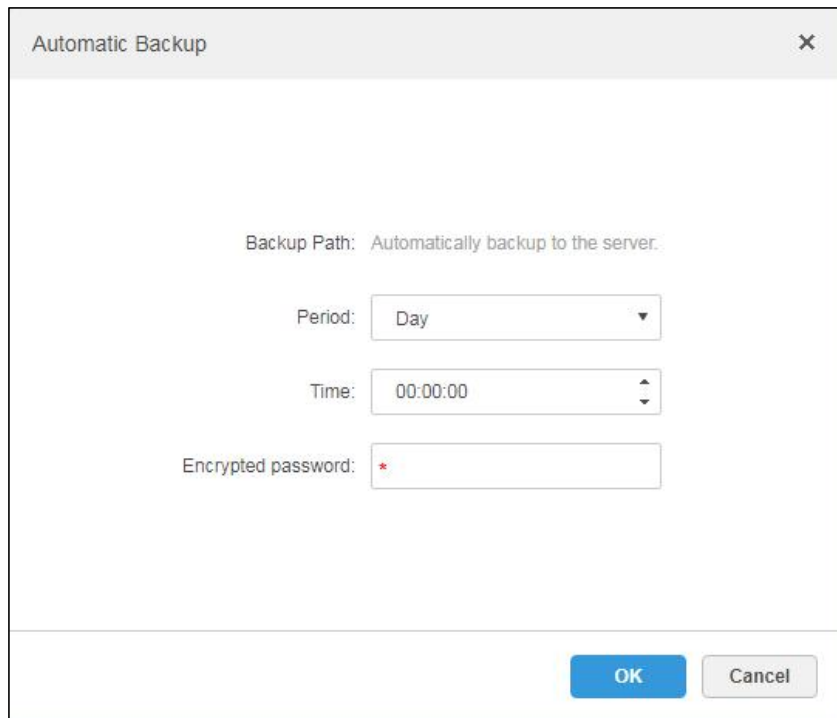 Automatic Backup ×
Backup Path: Automatically backup to the server.
Period: Day
Time: 00:00:00
Encrypted password: *
OK Cancel